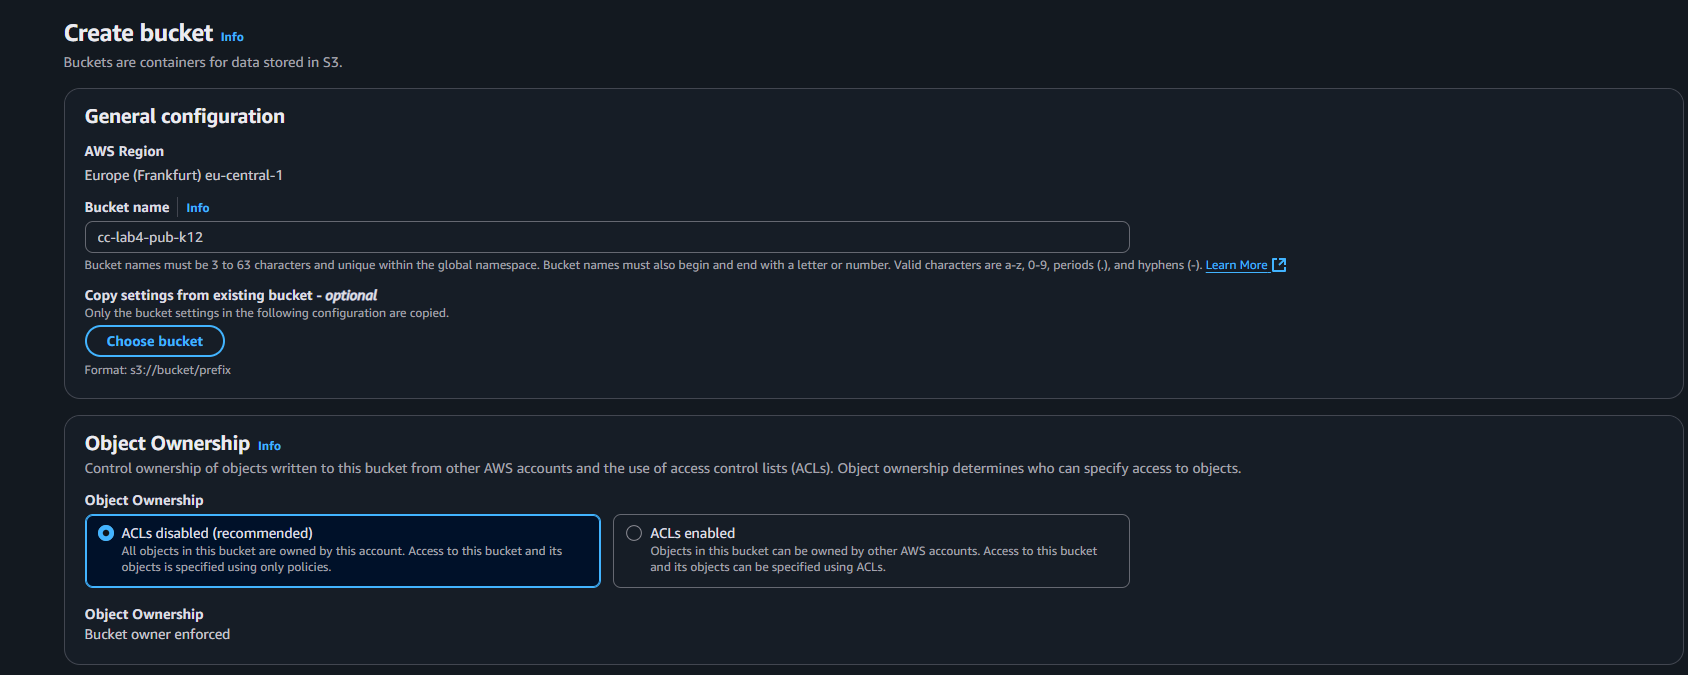 Create bucket Info
Buckets are containers for data stored in S3.
General configuration
AWS Region
Europe (Frankfurt) eu-central-1
Bucket name Info
cc-lab4-pub-k12
Bucket names must be 3 to 63 characters and unique within the global namespace. Bucket names must also begin and end with a letter or number. Valid characters are a-z, 0-9, periods (.), and hyphens (-). Learn More
Copy settings from existing bucket - optional
Only the bucket settings in the following configuration are copied.
Choose bucket
Format: s3://bucket/prefix
Object Ownership Info
Control ownership of objects written to this bucket from other AWS accounts and the use of access control lists (ACLs). Object ownership determines who can specify access to objects.
Object Ownership
ACLs disabled (recommended)
All objects in this bucket are owned by this account. Access to this bucket and its
objects is specified using only policies.
ACLs enabled
Objects in this bucket can be owned by other AWS accounts. Access to this bucket
and its objects can be specified using ACLs.
Object Ownership
Bucket owner enforced